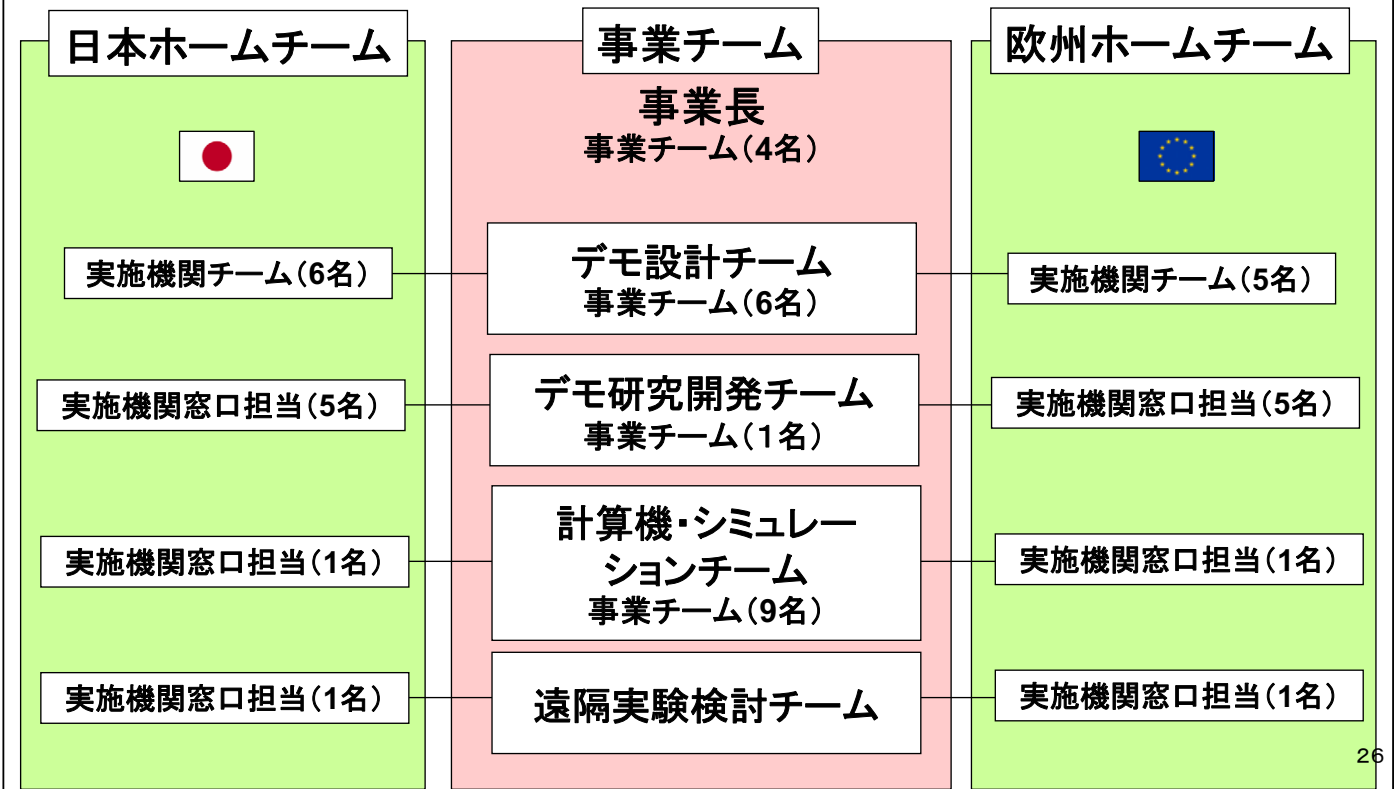 日本ホームチーム
事業チーム
欧州ホームチーム
事業長
事業チーム(4名)
実施機関チーム(6名)
デモ設計チーム
事業チーム(6名)
実施機関チーム(5名)
実施機関窓口担当(5名)
デモ研究開発チーム
事業チーム(1名)
実施機関窓口担当(5名)
実施機関窓口担当(1名)
計算機・シミュレー
ションチーム
事業チーム(9名)
実施機関窓口担当(1名)
実施機関窓口担当(1名)
遠隔実験検討チーム
実施機関窓口担当(1名)
26